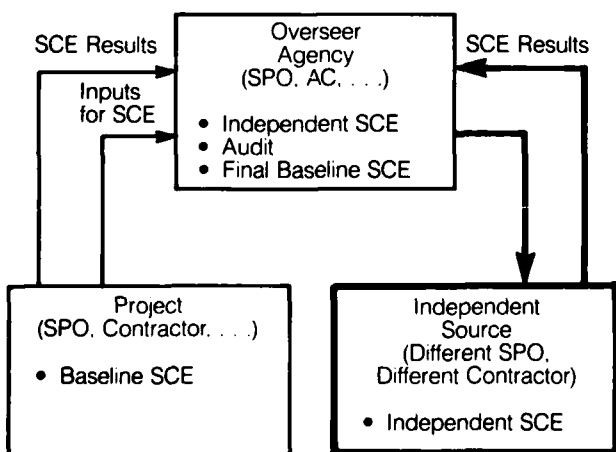 SCE Results
Inputs
for SCE
Overseer
Agency
(SPO, AC, . . . .)
• Independent SCE
• Audit
• Final Baseline SCE
SCE Results
Project
(SPO, Contractor, . . . .)
• Baseline SCE
Independent
Source
(Different SPO,
Different Contractor)
• Independent SCE